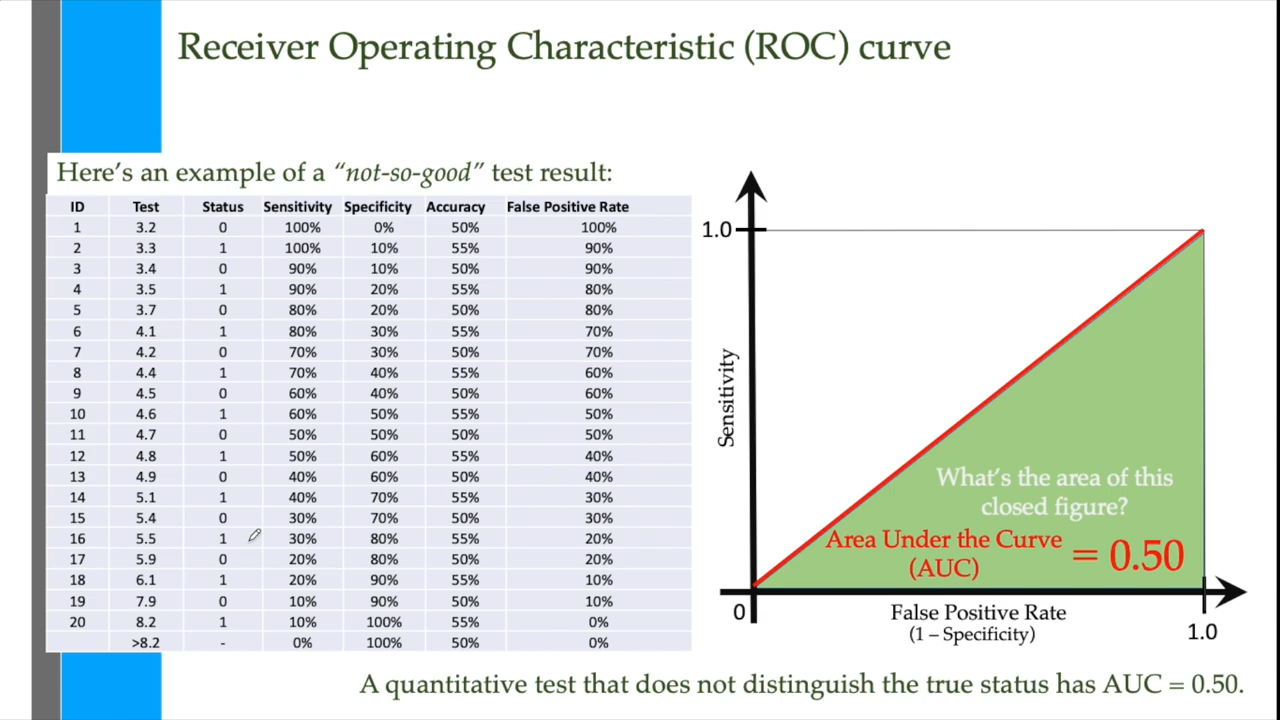 Receiver Operating Characteristic (ROC) curve
Here's an example of a “not-so-good” test result:
ID Test Status Sensitivity Specificity Accuracy False Positive Rate
1 3.2 0 100% 0% 50% 100%
2 3.3 1 100% 10% 55% 90%
3 3.4 0 90% 10% 50% 90%
4 3.5 1 90% 20% 55% 80%
5 3.7 0 80% 20% 50% 80%
6 4.1 1 80% 30% 55% 70%
7 4.2 0 70% 30% 50% 70%
8 4.4 1 70% 40% 55% 60%
9 4.5 0 60% 40% 50% 60%
10 4.6 1 60% 50% 55% 50%
11 4.7 0 50% 50% 50% 50%
12 4.8 1 50% 60% 55% 40%
13 4.9 0 40% 60% 50% 40%
14 5.1 1 40% 70% 55% 30%
15 5.4 0 30% 70% 50% 30%
16 5.5 1 30% 80% 55% 20%
17 5.9 0 20% 80% 50% 20%
18 6.1 1 20% 90% 55% 10%
19 7.9 0 10% 90% 50% 10%
20 8.2 1 10% 100% 55% 0%
>8.2 - 0% 100% 50% 0%
1.0
Sensitivity
What's the area of this
closed figure?
Area Under the Curve
(AUC)
= 0.50
0
False Positive Rate
(1 – Specificity)
1.0
A quantitative test that does not distinguish the true status has AUC = 0.50.